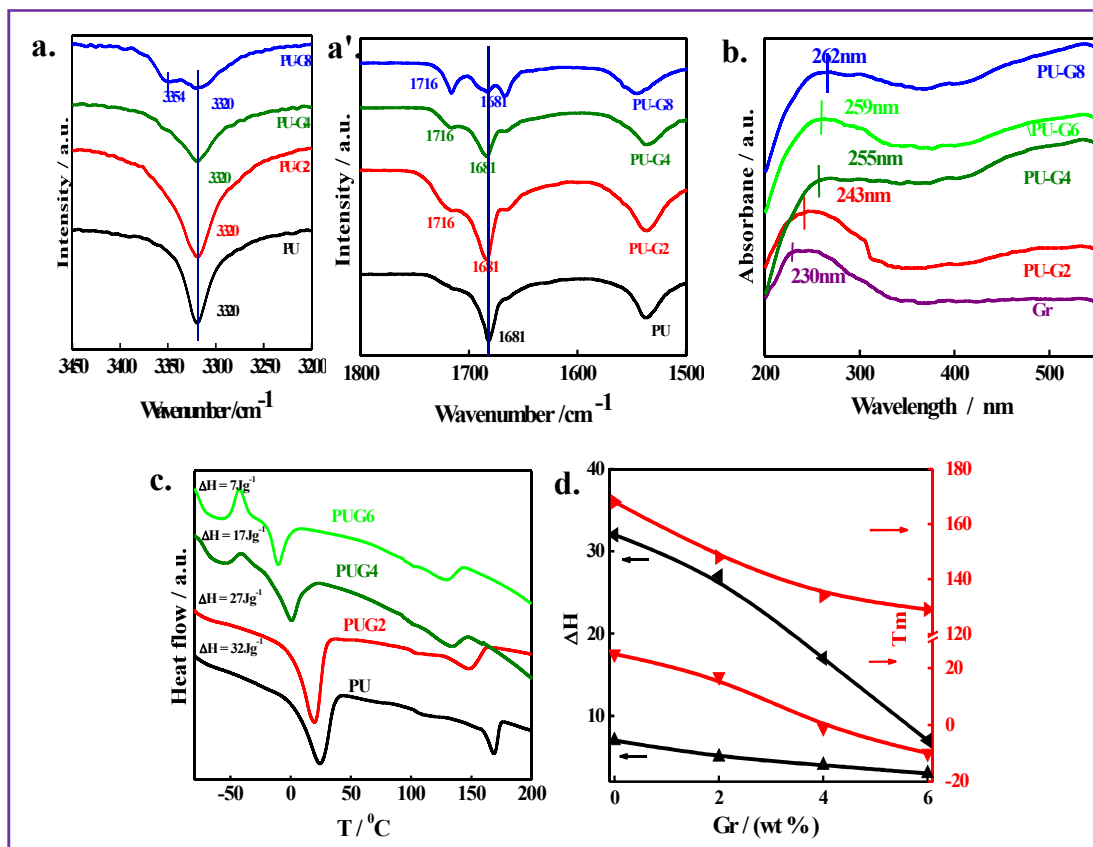 a.
PU-G8
3354
3320
PU-G4
3320
PU-G2
3320
PU
3320
Intensity / a.u.
3450 3400 3350 3300 3250 3200
Wavenumber /cm-1
a'.
1716
1681
PU-G8
1716
1681
PU-G4
1716
1681
PU-G2
1681
PU
Intensity / a.u.
1800 1700 1600 1500
Wavenumber /cm-1
b.
262nm
PU-G8
259nm
PU-G6
255nm
PU-G4
243nm
PU-G2
230nm
Gr
Absorbane / a.u.
200 300 400 500
Wavelength / nm
c.
ΔH = 7Jg-1
PUG6
ΔH = 17Jg-1
PUG4
ΔH = 27Jg-1
PUG2
ΔH = 32Jg-1
PU
Heat flow / a.u.
-50 0 50 100 150 200
T / 0C
d.
40
30
20
10
ΔH
180
160
140
120
20
0
-20
Tm
0 2 4 6
Gr / (wt %)